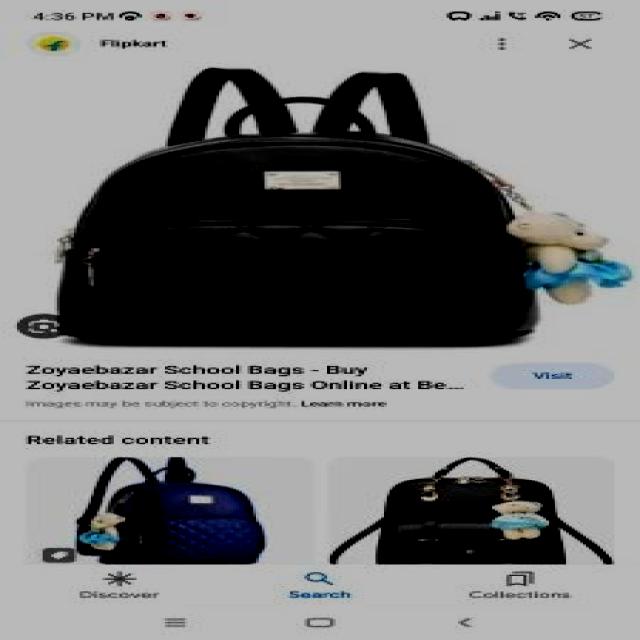 4:36 PM
Flipkart
Zoyaebazar School Bags - Buy
Zoyaebazar School Bags Online at Be...
Visit
Images may be subject to copyright. Learn more
Related content
Discover
Search
Collections